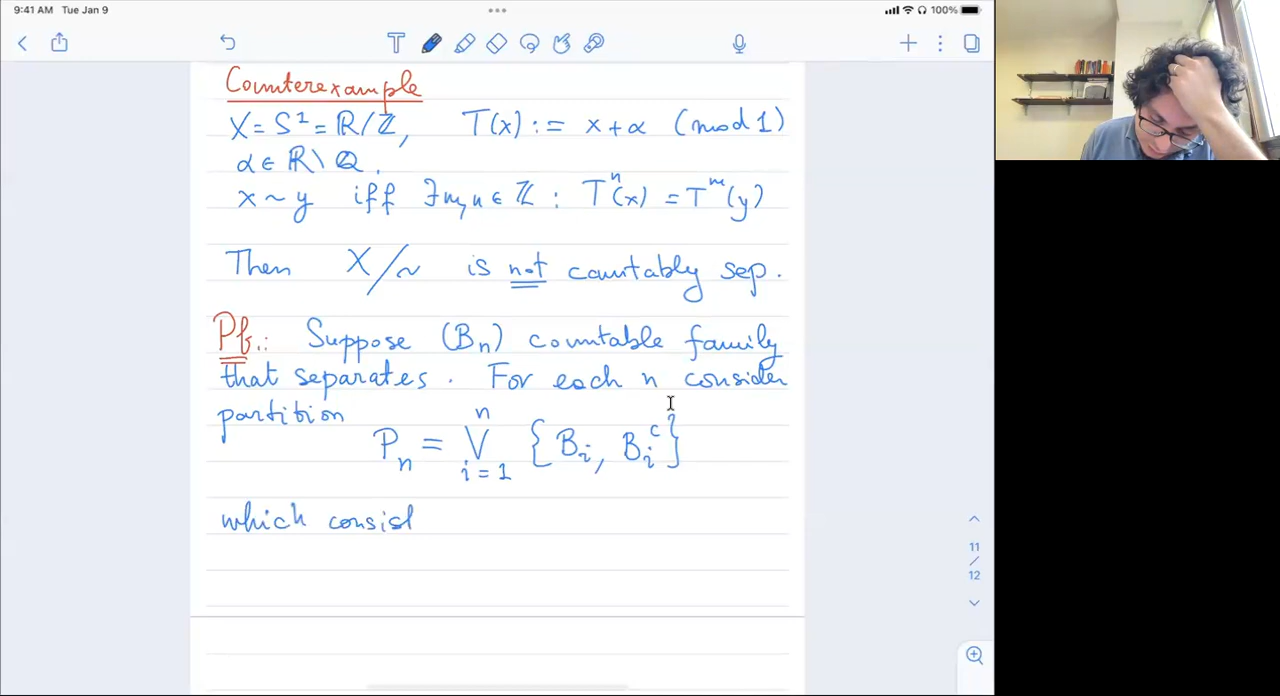 9:41 AM Tue Jan 9
100%
Counterexample
X = S¹ = ℝ/ℤ, T(x) := x + α (mod 1)
α ∈ ℝ\ℚ.
x ~ y iff ∃ m, n ∈ ℤ : Tⁿ(x) = Tᵐ(y)
Then X/~ is not countably sep.
Pf.: Suppose (Bₙ) countable family
that separates. For each n consider
partition
Pₙ = ⋁ⁿᵢ₌₁ {Bᵢ, Bᵢᶜ}
which consist
11
/
12